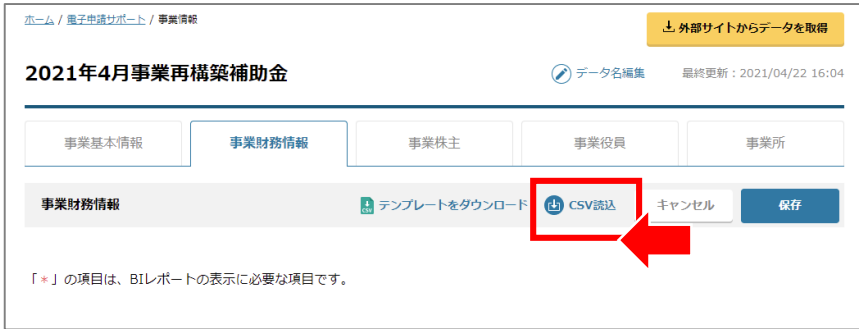 ホーム / 電子申請サポート / 事業情報
外部サイトからデータを取得
2021年4月事業再構築補助金
データ名編集
最終更新：2021/04/22 16:04
事業基本情報
事業財務情報
事業株主
事業役員
事業所
事業財務情報
CSV テンプレートをダウンロード
CSV読込
キャンセル
保存
「*」の項目は、BIレポートの表示に必要な項目です。